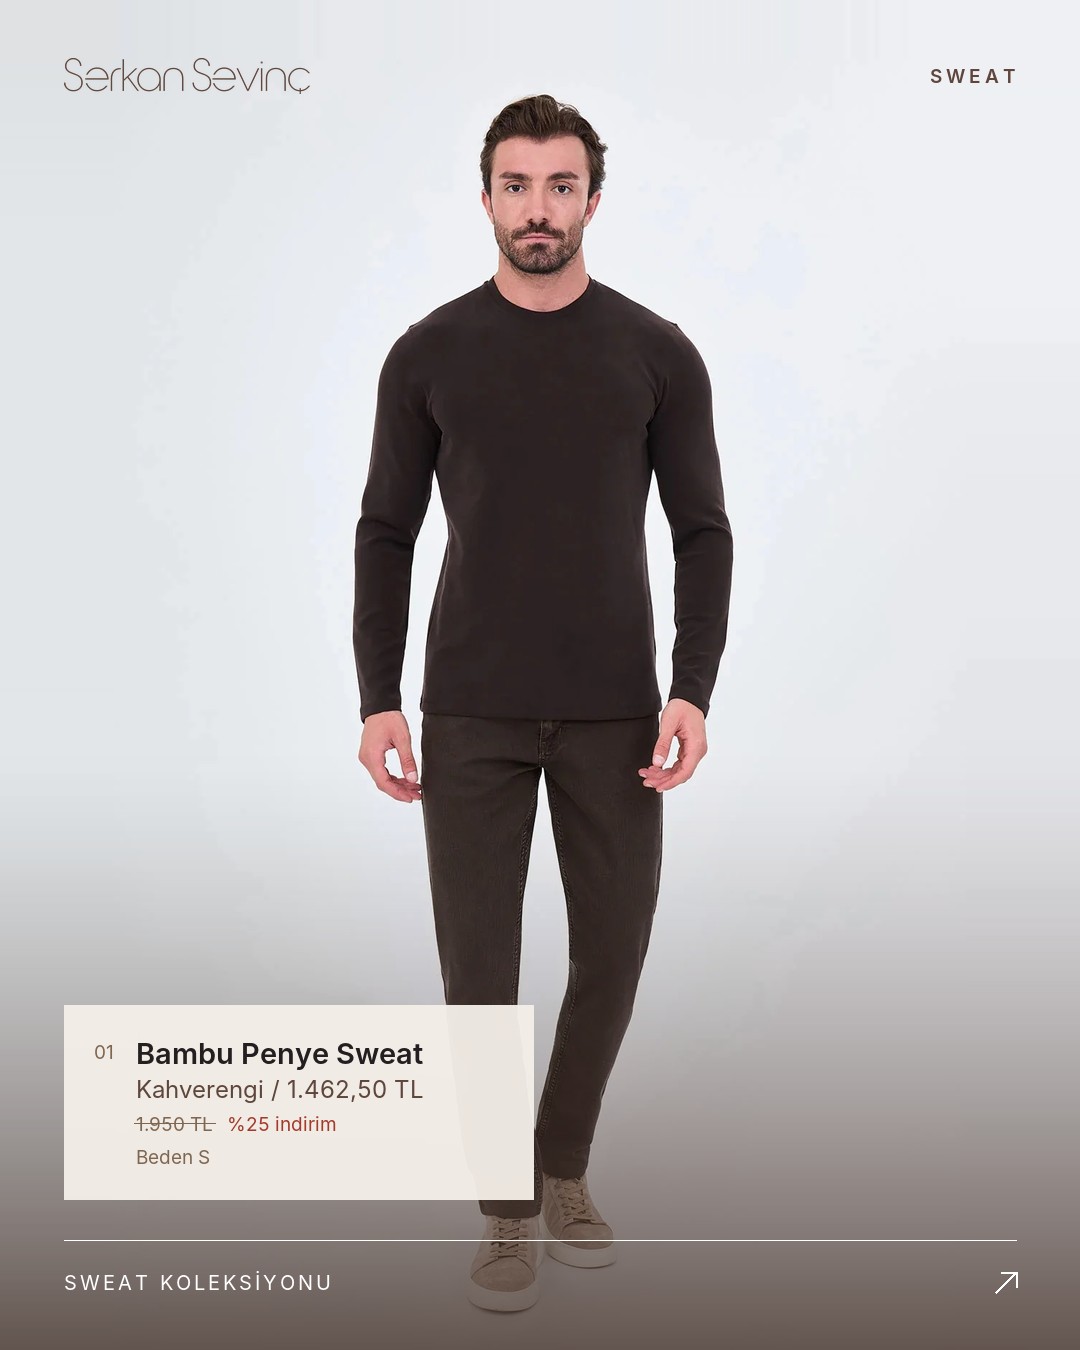 Serkan Sevinç
SWEAT
01
Bambu Penye Sweat
Kahverengi / 1.462,50 TL
1.950 TL %25 indirim
Beden S
SWEAT KOLEKSİYONU